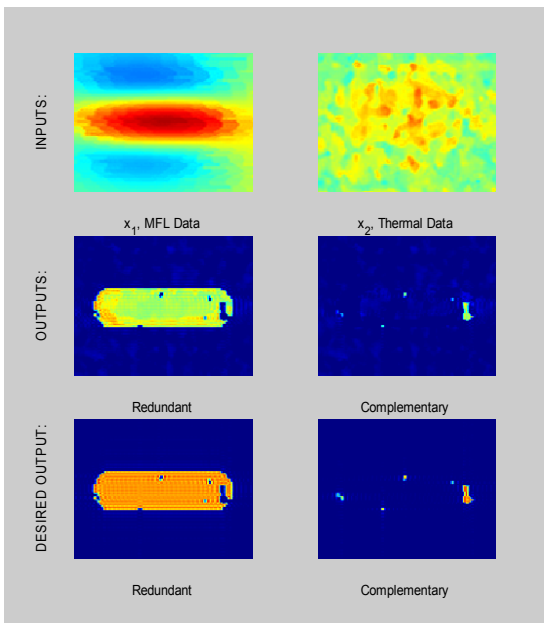 INPUTS:
x1, MFL Data
x2, Thermal Data
OUTPUTS:
Redundant
Complementary
DESIRED OUTPUT:
Redundant
Complementary